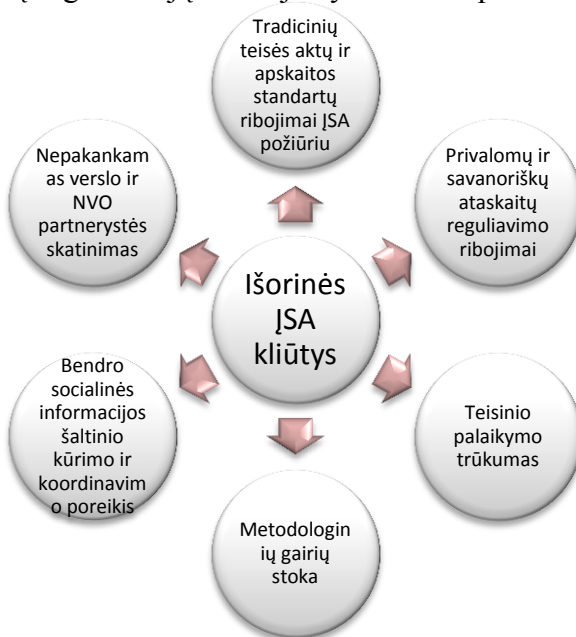 Tradicinių
teisės aktų ir
apskaitos
standartų
ribojimai ĮSA
požiūriu
Privalomų ir
savanoriškų
ataskaitų
reguliavimo
ribojimai
Teisinio
palaikymo
trūkumas
Metodologin
ių gairių
stoka
Bendro
socialinės
informacijos
šaltinio
kūrimo ir
koordinavim
o poreikis
Nepakankam
as verslo ir
NVO
partnerystės
skatinimas
Išorinės
ĮSA
kliūtys